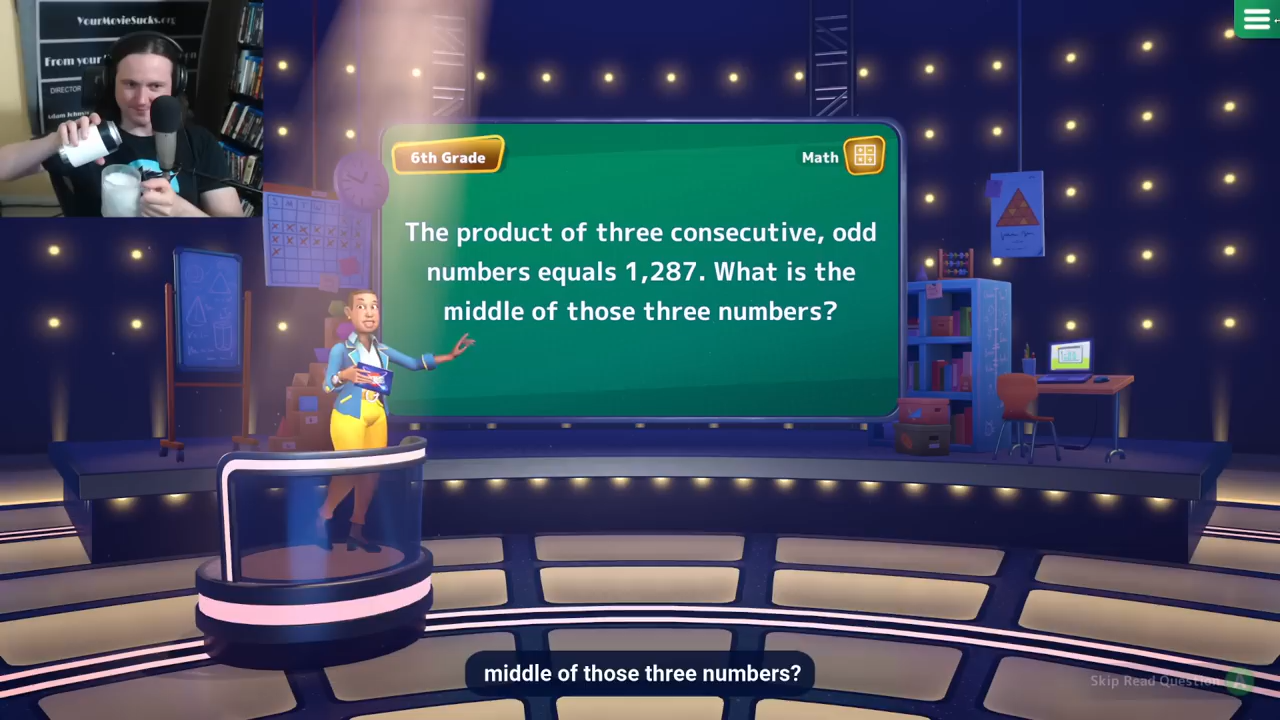 YourMovieSucks.org
From your
DIRECTOR
6th Grade
Math
The product of three consecutive, odd
numbers equals 1,287. What is the
middle of those three numbers?
middle of those three numbers?
Skip Read Question A